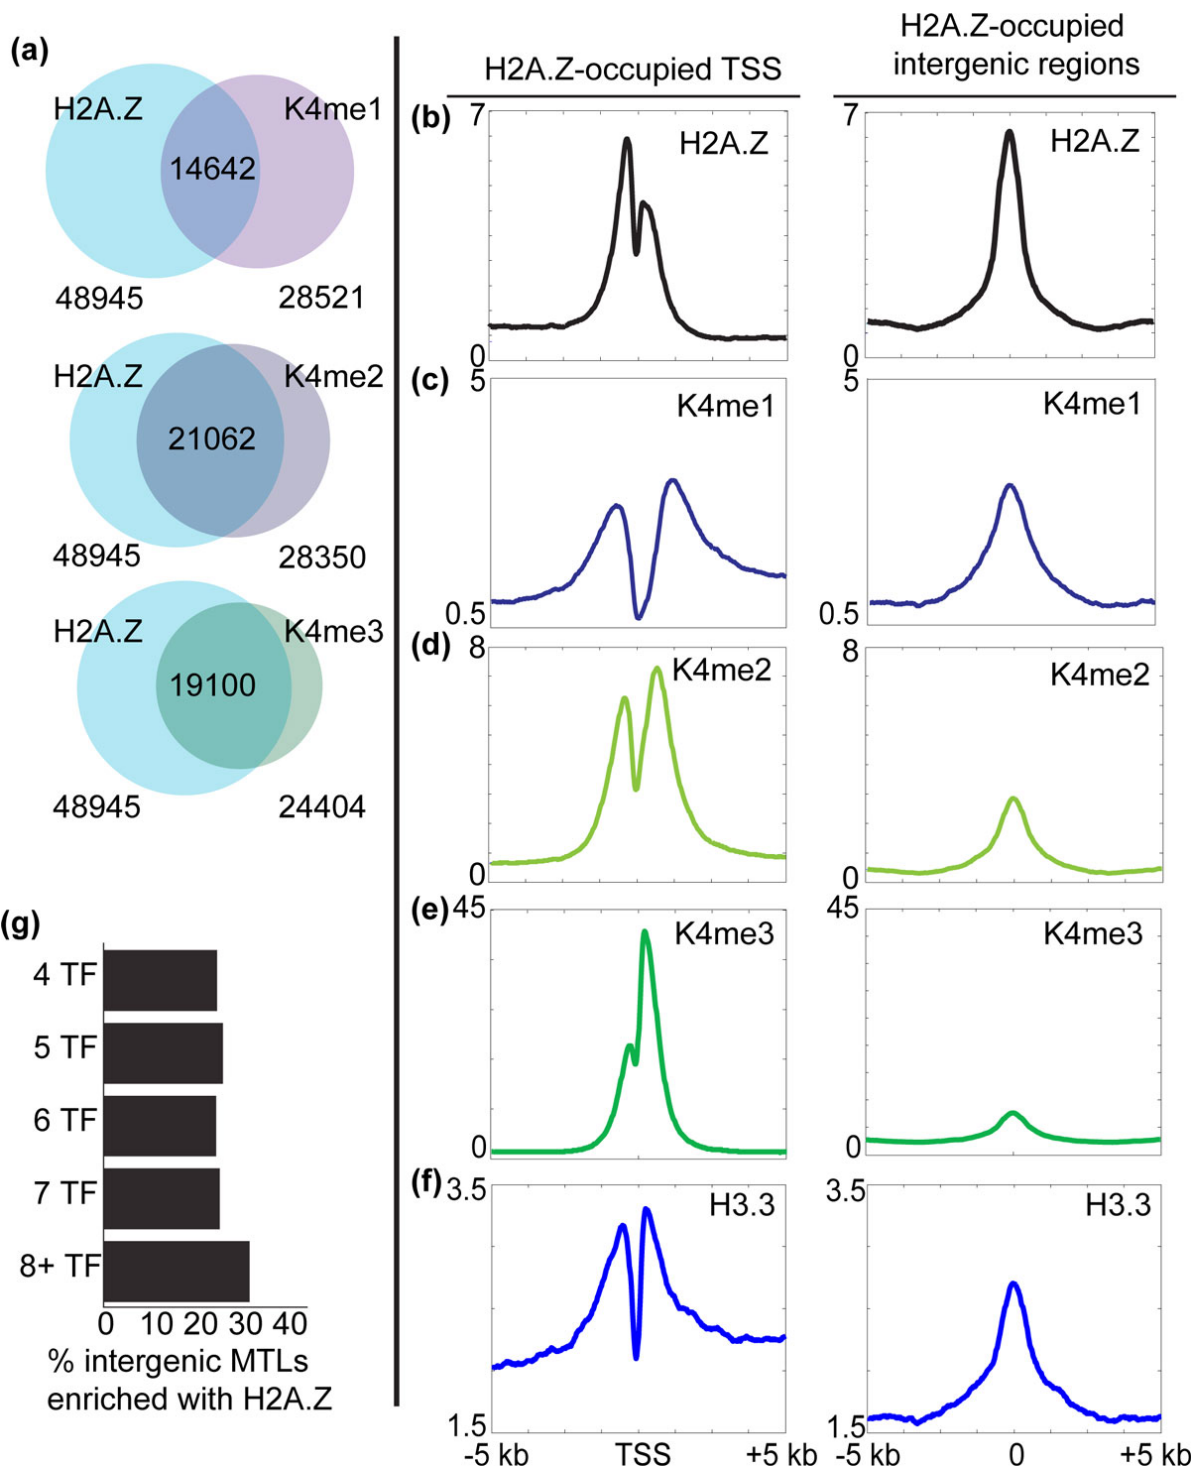 (a)
H2A.Z
K4me1
14642
48945
28521
H2A.Z
K4me2
21062
48945
28350
H2A.Z
K4me3
19100
48945
24404
(g)
4 TF
5 TF
6 TF
7 TF
8+ TF
0 10 20 30 40
% intergenic MTLs
enriched with H2A.Z
H2A.Z-occupied TSS
H2A.Z-occupied
intergenic regions
(b)
7
H2A.Z
0
7
H2A.Z
0
(c)
5
K4me1
0.5
5
K4me1
0.5
(d)
8
K4me2
0
8
K4me2
0
(e)
45
K4me3
0
45
K4me3
0
(f)
3.5
H3.3
1.5
3.5
H3.3
1.5
-5 kb TSS +5 kb
-5 kb 0 +5 kb